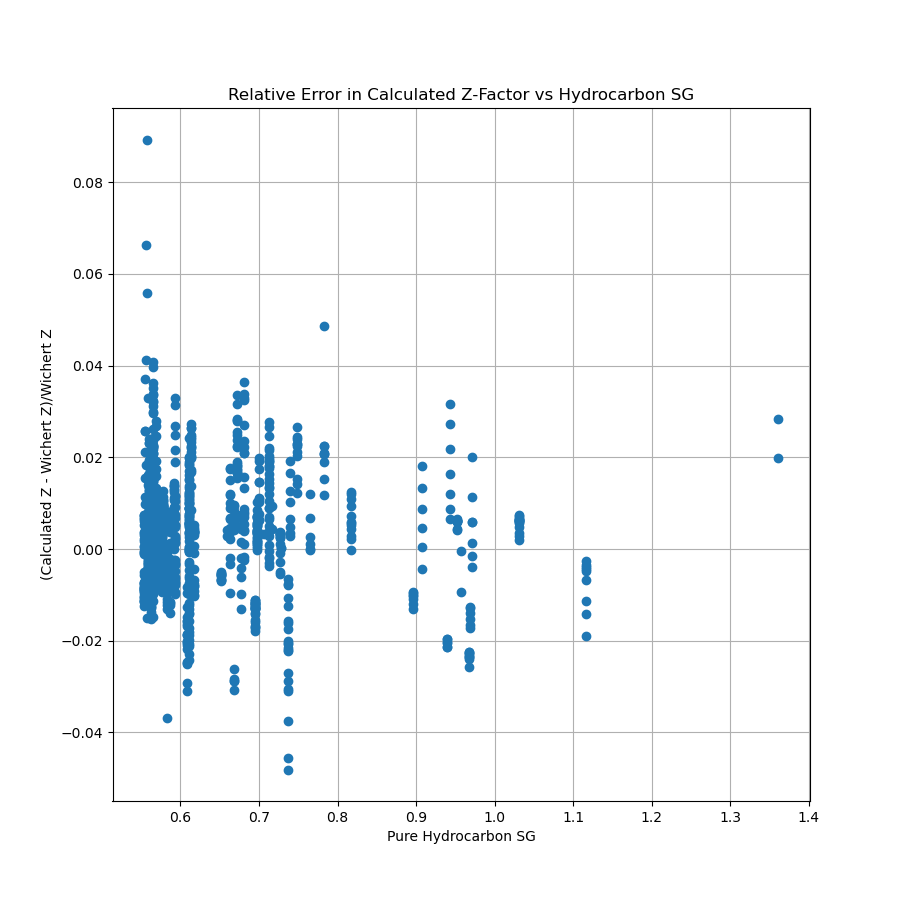 Relative Error in Calculated Z-Factor vs Hydrocarbon SG
(Calculated Z - Wichert Z)/Wichert Z
0.08
0.06
0.04
0.02
0.00
−0.02
−0.04
0.6 0.7 0.8 0.9 1.0 1.1 1.2 1.3 1.4
Pure Hydrocarbon SG